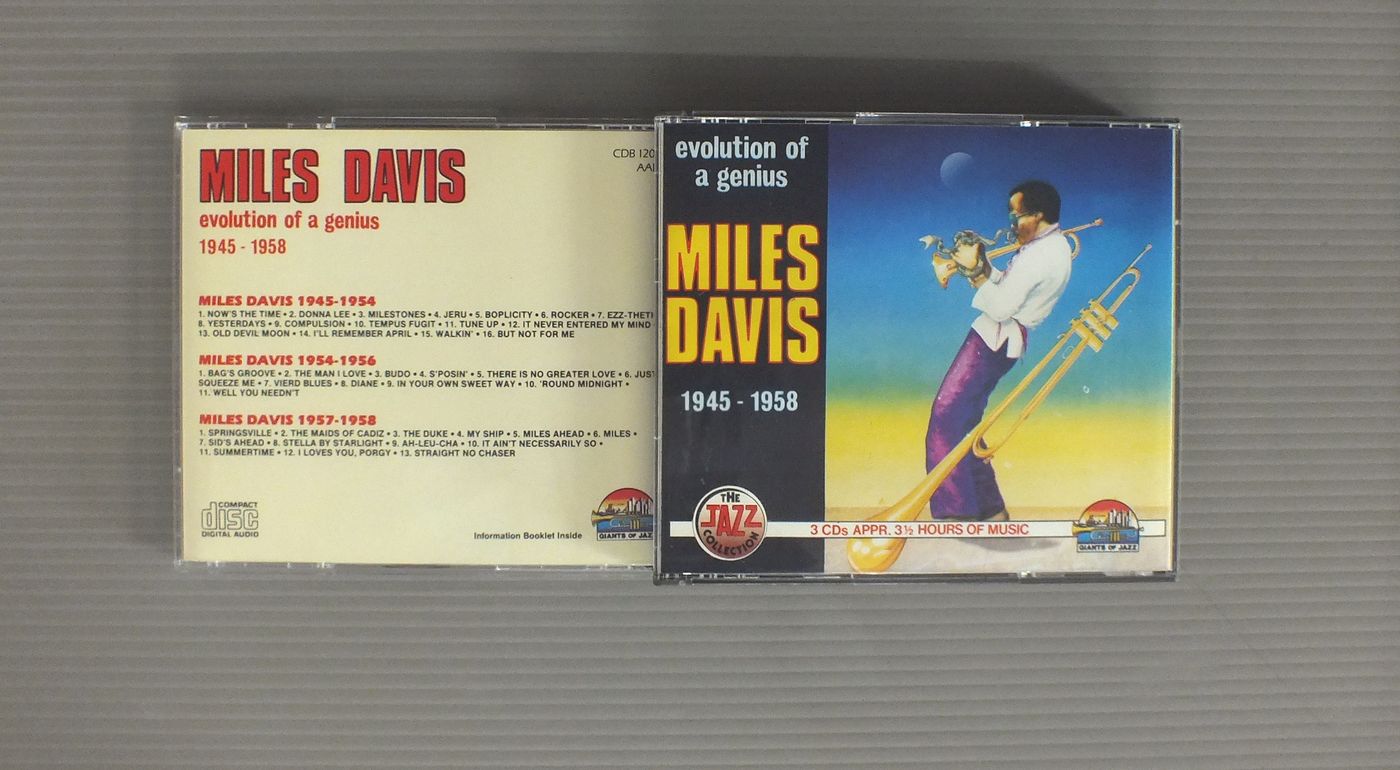 MILES DAVIS
evolution of a genius
1945 - 1958
CDB 120
MILES DAVIS 1945-1954
1. NOW'S THE TIME • 2. DONNA LEE • 3. MILESTONES • 4. JERU • 5. BOPLICITY • 6. ROCKER • 7. EZZ-THETI
8. YESTERDAYS • 9. COMPULSION • 10. TEMPUS FUGIT • 11. TUNE UP • 12. IT NEVER ENTERED MY MIND
13. OLD DEVIL MOON • 14. I'LL REMEMBER APRIL • 15. WALKIN' • 16. BUT NOT FOR ME
MILES DAVIS 1954-1956
1. BAG'S GROOVE • 2. THE MAN I LOVE • 3. BUDO • 4. S'POSIN' • 5. THERE IS NO GREATER LOVE • 6. JUST
SQUEEZE ME • 7. VIERD BLUES • 8. DIANE • 9. IN YOUR OWN SWEET WAY • 10. 'ROUND MIDNIGHT •
11. WELL YOU NEEDN'T
MILES DAVIS 1957-1958
1. SPRINGSVILLE • 2. THE MAIDS OF CADIZ • 3. THE DUKE • 4. MY SHIP • 5. MILES AHEAD • 6. MILES •
7. SID'S AHEAD • 8. STELLA BY STARLIGHT • 9. AH-LEU-CHA • 10. IT AIN'T NECESSARILY SO •
11. SUMMERTIME • 12. I LOVES YOU, PORGY • 13. STRAIGHT NO CHASER
COMPACT
disc
DIGITAL AUDIO
Information Booklet Inside
GIANTS OF JAZZ
evolution of
a genius
MILES
DAVIS
1945 - 1958
THE
JAZZ
COLLECTION
3 CDs APPR. 3½ HOURS OF MUSIC
GIANTS OF JAZZ